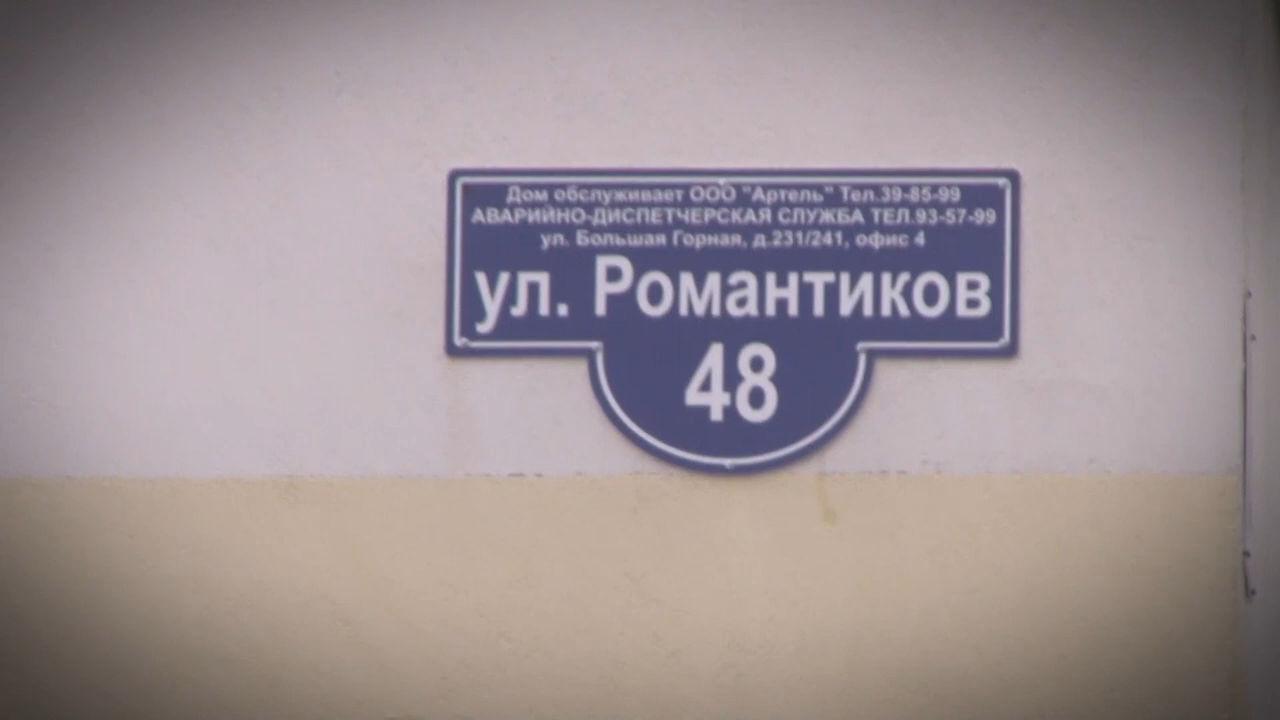 Дом обслуживает ООО "Артель" Тел.39-85-99
АВАРИЙНО-ДИСПЕТЧЕРСКАЯ СЛУЖБА ТЕЛ.93-57-99
ул. Большая Горная, д.231/241, офис 4
ул. Романтиков
48